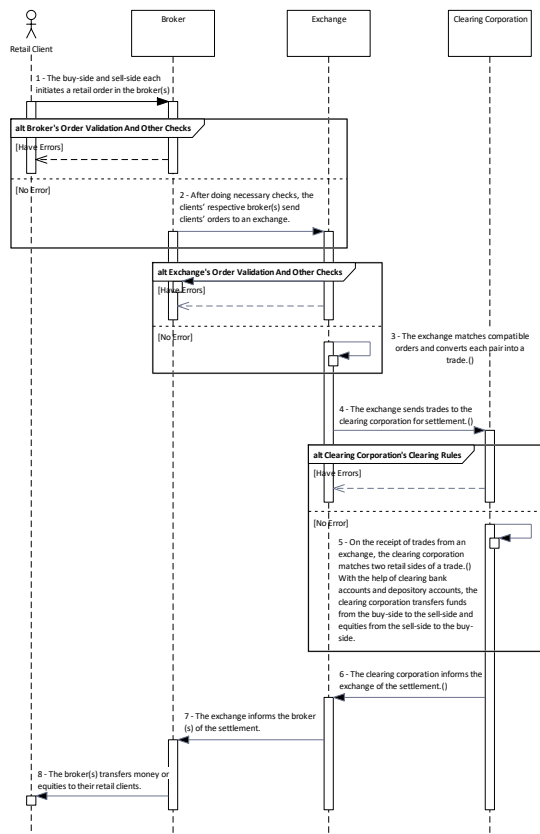 Broker
Exchange
Clearing Corporation
Retail Client
1 - The buy-side and sell-side each
initiates a retail order in the broker(s)
alt Broker's Order Validation And Other Checks
[Have Errors]
[No Error]
2 - After doing necessary checks, the
clients' respective broker(s) send
clients'orders to an exchange.
alt Exchange's Order Validation And Other Checks
[Have Errors]
[No Error]
3 - The exchange matches compatible
orders and converts each pair into a
trade.()
4 - The exchange sends trades to the
clearing corporation for settlement.()
alt Clearing Corporation's Clearing Rules
[Have Errors]
[No Error]
5 - On the receipt of trades from an
exchange, the clearing corporation
matches two retail sides of a trade.()
With the help of clearing bank
accounts and depository accounts, the
clearing corporation transfers funds
from the buy-side to the sell-side and
equities from the sell-side to the buy-
side.
6 - The clearing corporation informs the
exchange of the settlement.()
7 - The exchange informs the broker
(s) of the settlement.
8 - The broker(s) transfers money or
equities to their retail clients.